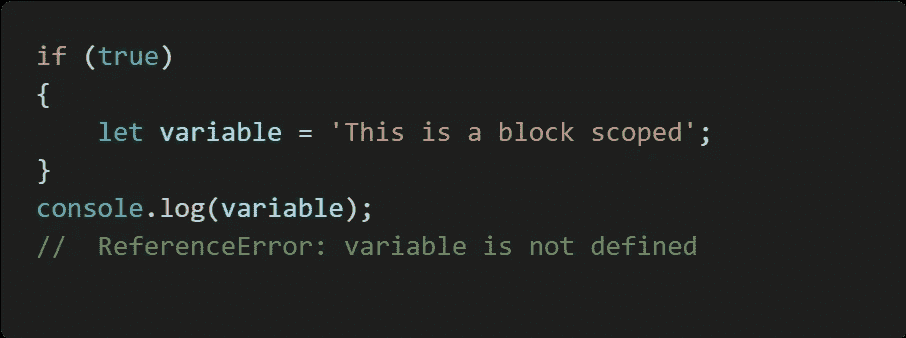 if (true)
{
    let variable = 'This is a block scoped';
}
console.log(variable);
//  ReferenceError: variable is not defined